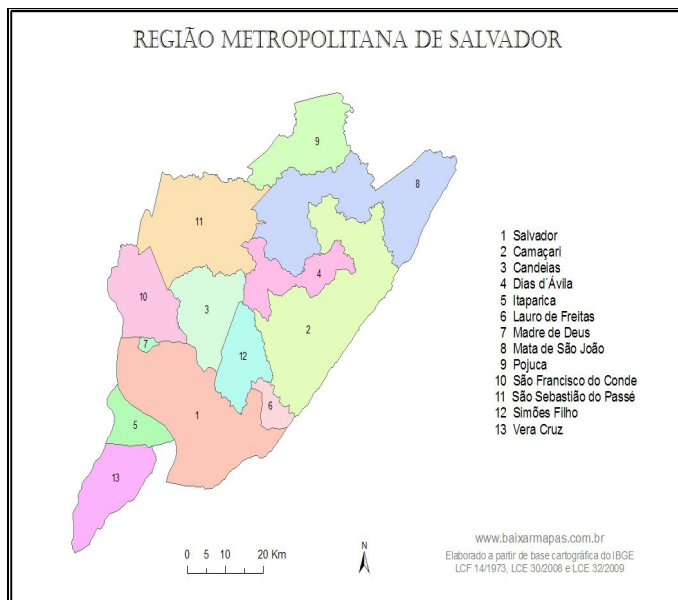 REGIÃO METROPOLITANA DE SALVADOR
9
8
11
4
10
3
2
7
12
6
1
5
13
1 Salvador
2 Camaçari
3 Candeias
4 Dias d´Ávila
5 Itaparica
6 Lauro de Freitas
7 Madre de Deus
8 Mata de São João
9 Pojuca
10 São Francisco do Conde
11 São Sebastião do Passé
12 Simões Filho
13 Vera Cruz
0 5 10 20 Km
N
www.baixarmapas.com.br
Elaborado a partir de base cartográfica do IBGE
LCF 14/1973, LCE 30/2008 e LCE 32/2009